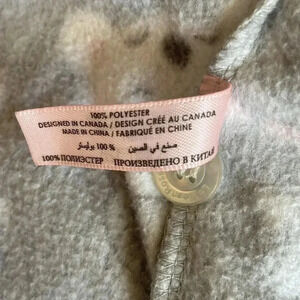 100% POLYESTER
DESIGNED IN CANADA / DESIGN CRÉÉ AU CANADA
MADE IN CHINA / FABRIQUÉ EN CHINE
صنع في الصين    100 % بوليستر
100% ПОЛИЭСТЕР    ПРОИЗВЕДЕНО В КИТАЕ